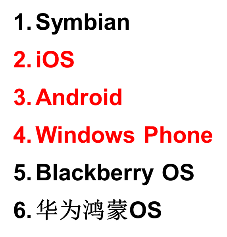 1. Symbian
2. iOS
3. Android
4. Windows Phone
5. Blackberry OS
6. 华为鸿蒙OS